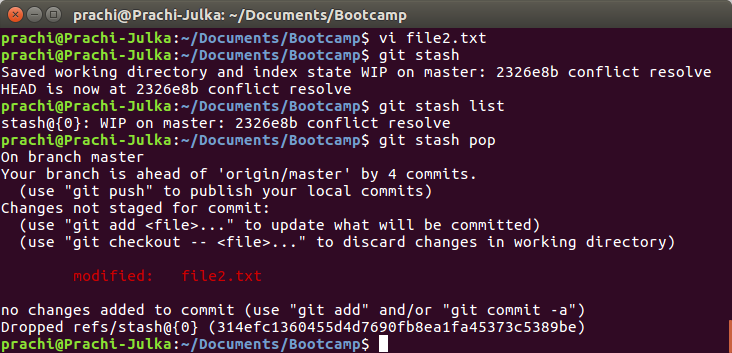 prachi@Prachi-Julka: ~/Documents/Bootcamp
prachi@Prachi-Julka:~/Documents/Bootcamp$ vi file2.txt
prachi@Prachi-Julka:~/Documents/Bootcamp$ git stash
Saved working directory and index state WIP on master: 2326e8b conflict resolve
HEAD is now at 2326e8b conflict resolve
prachi@Prachi-Julka:~/Documents/Bootcamp$ git stash list
stash@{0}: WIP on master: 2326e8b conflict resolve
prachi@Prachi-Julka:~/Documents/Bootcamp$ git stash pop
On branch master
Your branch is ahead of 'origin/master' by 4 commits.
  (use "git push" to publish your local commits)
Changes not staged for commit:
  (use "git add <file>..." to update what will be committed)
  (use "git checkout -- <file>..." to discard changes in working directory)
        modified:   file2.txt
no changes added to commit (use "git add" and/or "git commit -a")
Dropped refs/stash@{0} (314efc1360455d4d7690fb8ea1fa45373c5389be)
prachi@Prachi-Julka:~/Documents/Bootcamp$